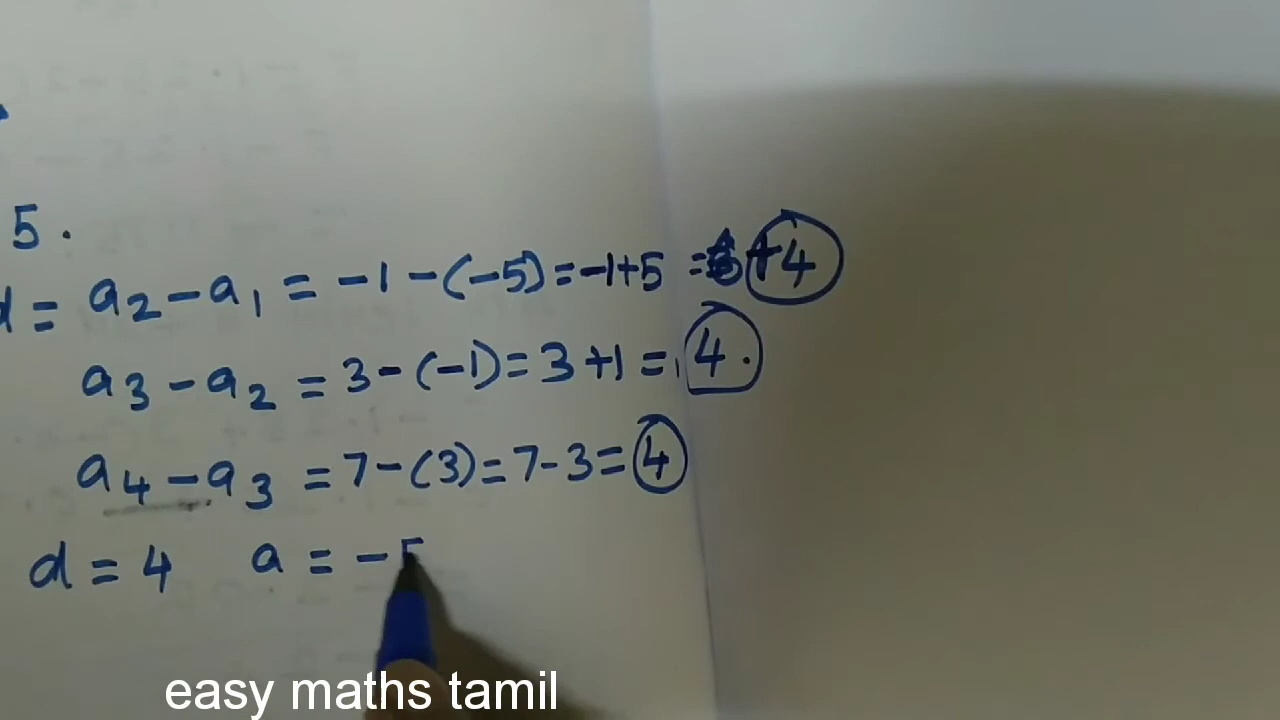 5.
d = a2 - a1 = -1 - (-5) = -1+5 = +4
a3 - a2 = 3 - (-1) = 3 + 1 = 4.
a4 - a3 = 7 - (3) = 7 - 3 = 4
d = 4 a = -5
easy maths tamil